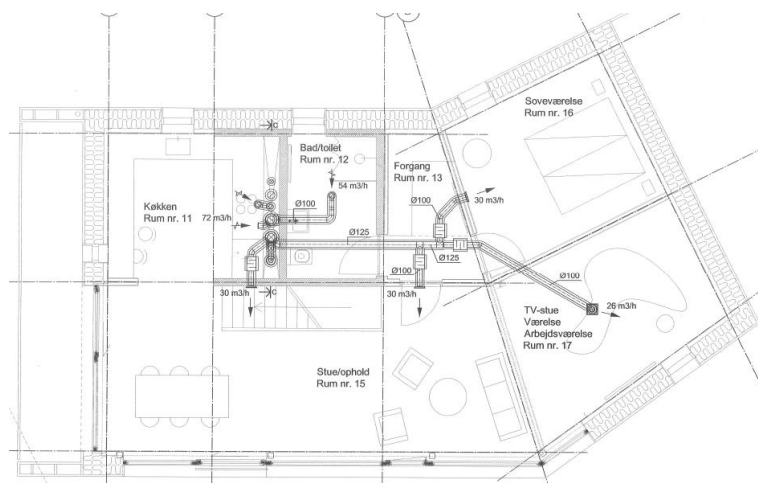 Soveværelse
Rum nr. 16
C
Bad/toilet
Rum nr. 12
Forgang
Rum nr. 13
54 m3/h
Køkken
Rum nr. 11
Ø100
Ø100
30 m3/h
72 m3/h
Ø125
Ø125
Ø100
Ø100
30 m3/h
C
30 m3/h
26 m3/h
TV-stue
Værelse
Arbejdsværelse
Rum nr. 17
Stue/ophold
Rum nr. 15